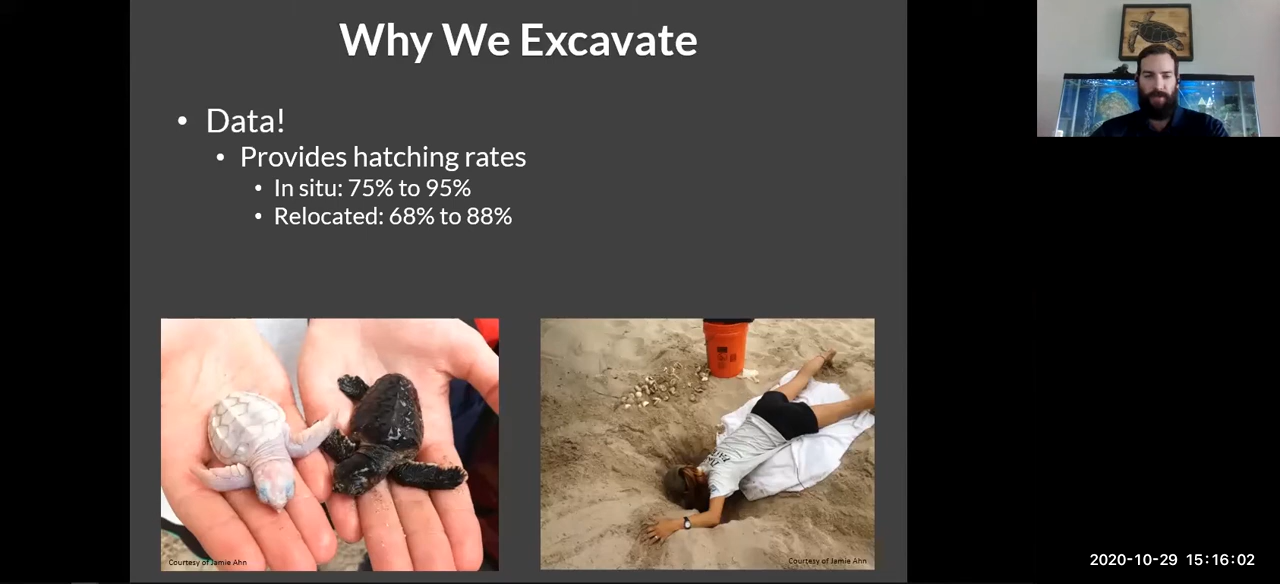 Why We Excavate
• Data!
• Provides hatching rates
• In situ: 75% to 95%
• Relocated: 68% to 88%
Courtesy of Jamie Ahn
Courtesy of Jamie Ahn
2020-10-29 15:16:02